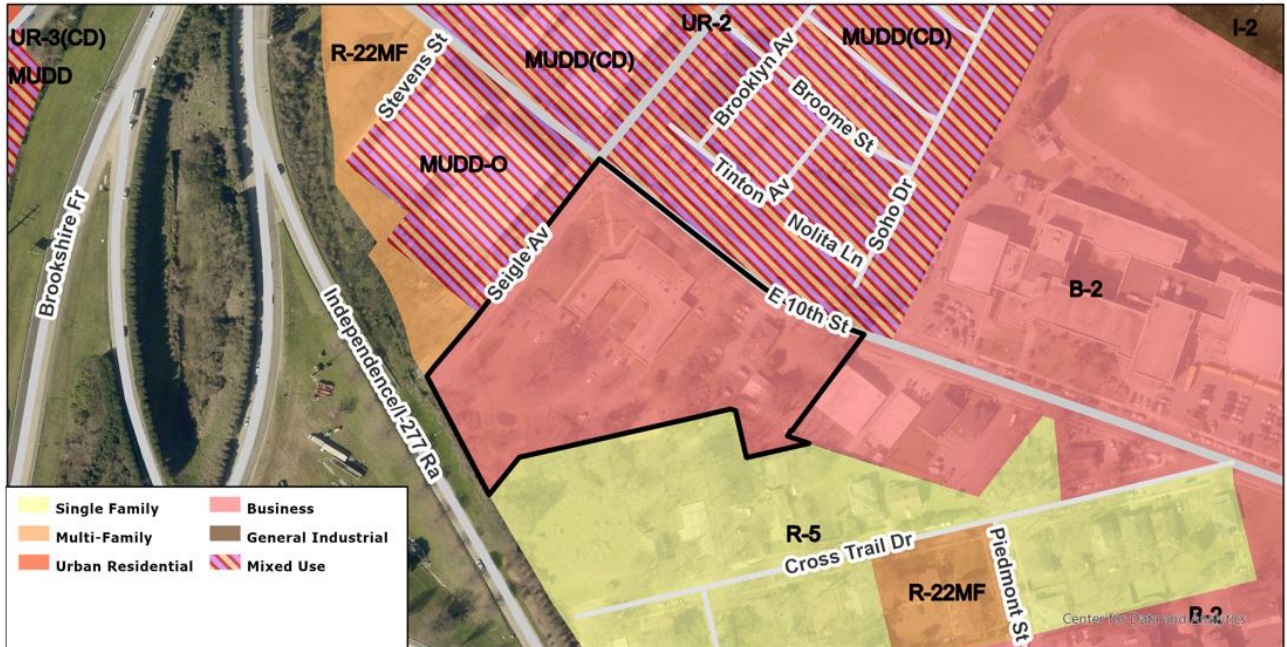 UR-3(CD)
MUDD
R-22MF
Stevens St
MUDD(CD)
UR-2
Brooklyn Av
MUDD(CD)
I-2
Broome St
MUDD-O
Tinton Av
Nolita Ln
Soho Dr
Brookshire Fr
Seigle Av
Independence/I-277 Ra
E 10th St
B-2
Single Family
Multi-Family
Urban Residential
Business
General Industrial
Mixed Use
R-5
Cross Trail Dr
R-22MF
Piedmont St
B-2
Center for Data and Analytics